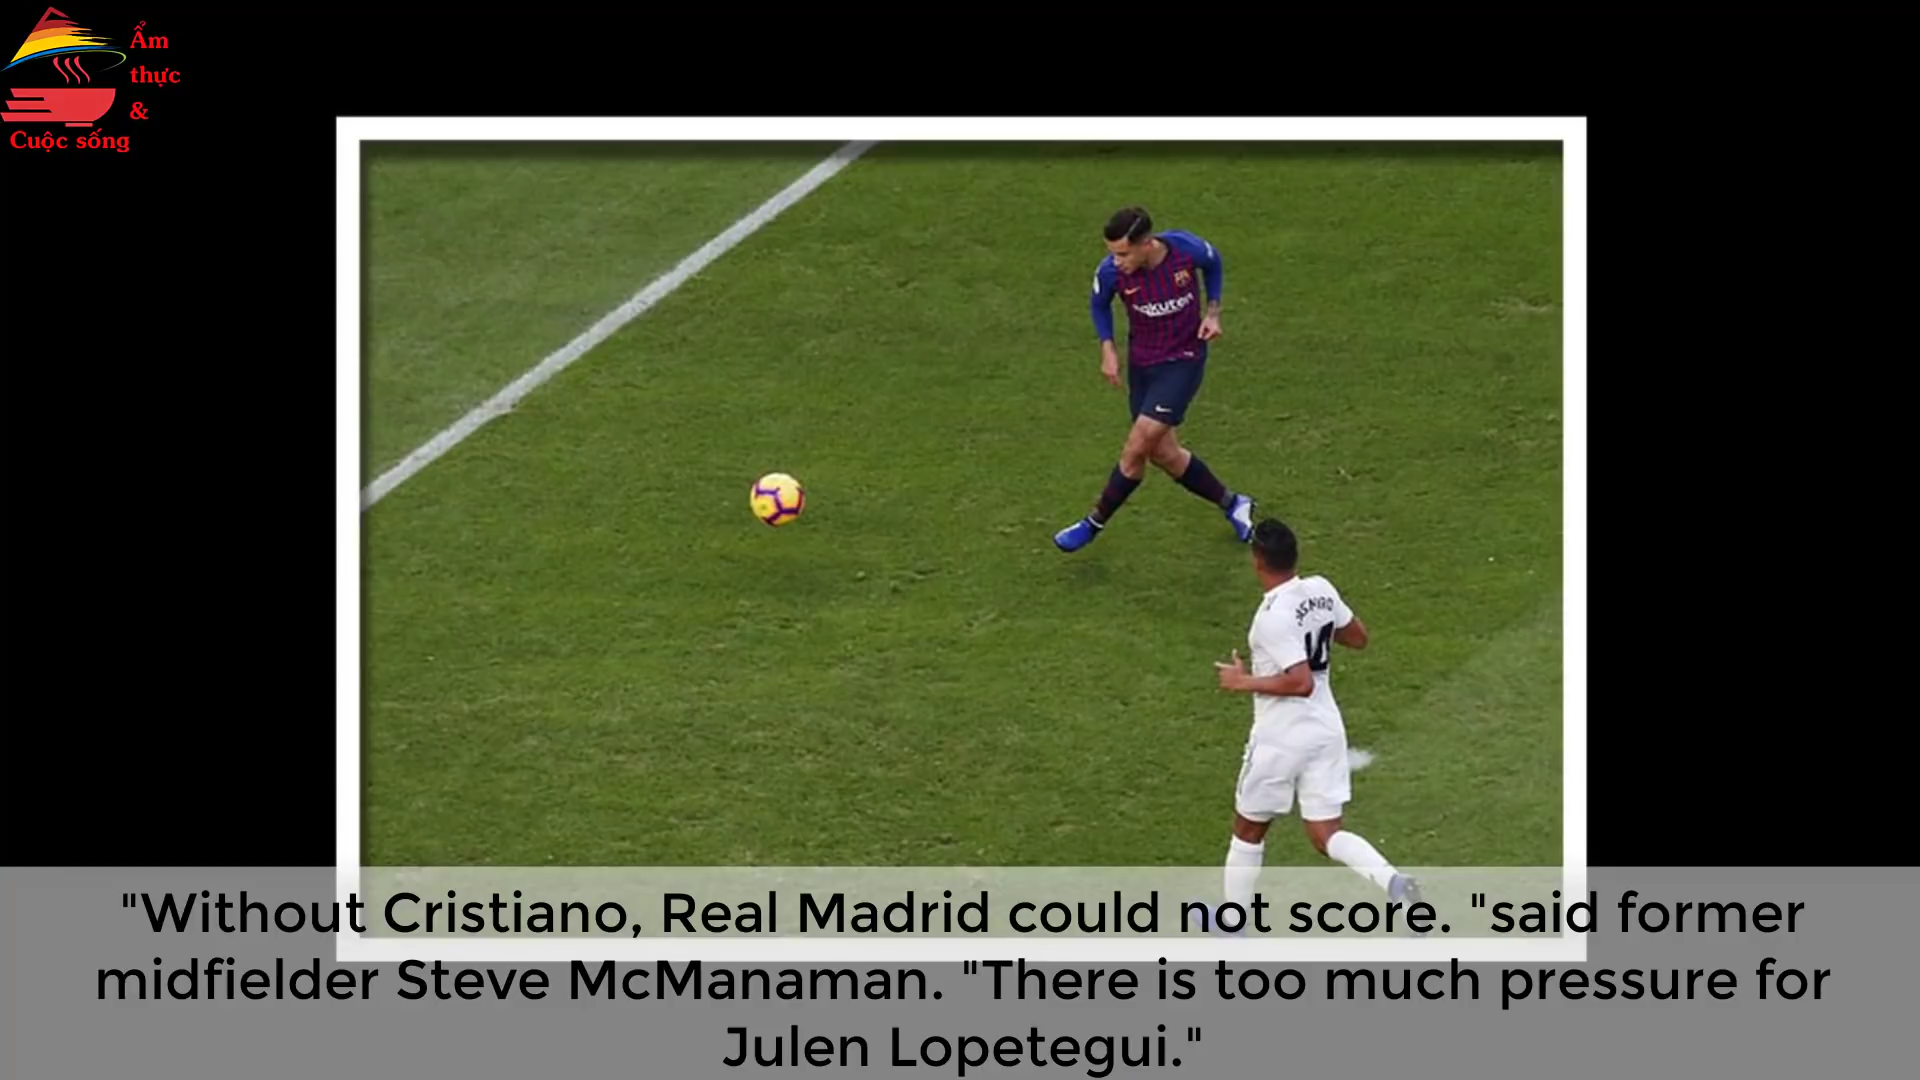 Ẩm
thực
&
Cuộc sống
Rakuten
"Without Cristiano, Real Madrid could not score. "said former
midfielder Steve McManaman. "There is too much pressure for
Julen Lopetegui."